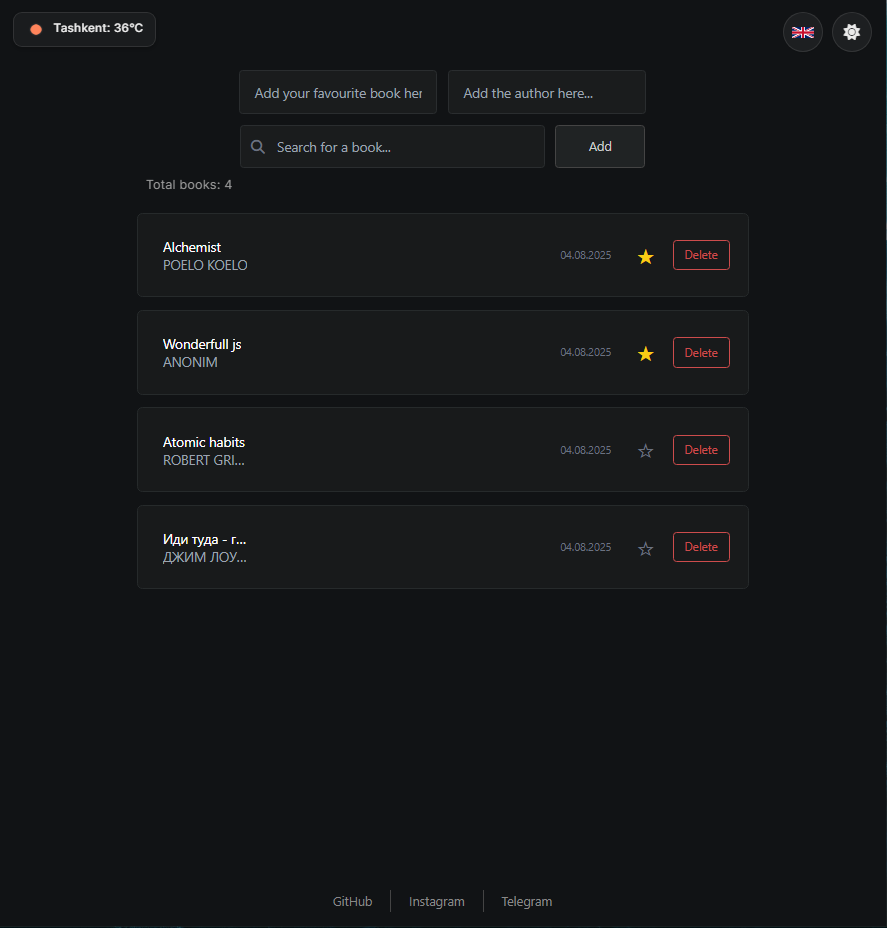 Tashkent: 36°C
Add your favourite book her
Add the author here...
Search for a book...
Add
Total books: 4
Alchemist
POELO KOELO
04.08.2025
★
Delete
Wonderfull js
ANONIM
04.08.2025
★
Delete
Atomic habits
ROBERT GRI...
04.08.2025
☆
Delete
Иди туда - г...
ДЖИМ ЛОУ...
04.08.2025
☆
Delete
GitHub
Instagram
Telegram